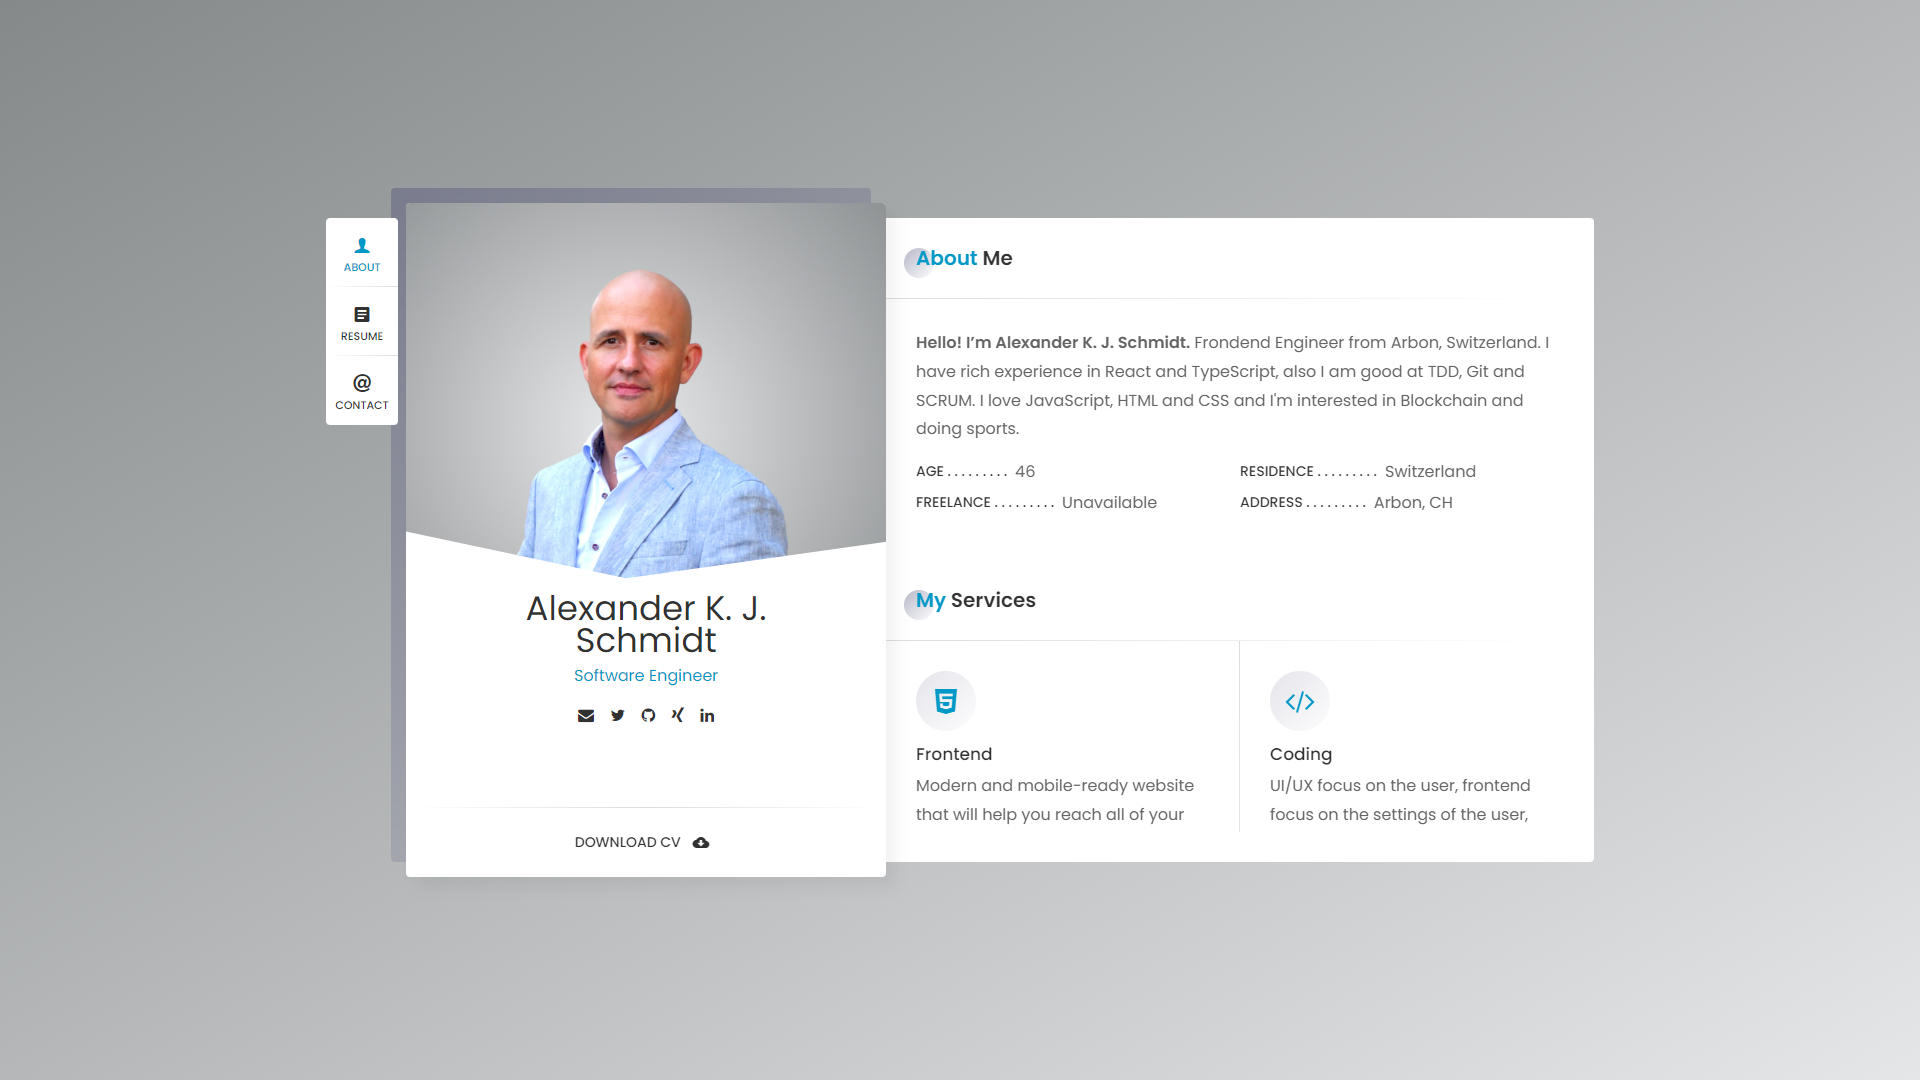 ABOUT
RESUME
@
CONTACT
Alexander K. J.
Schmidt
Software Engineer
DOWNLOAD CV
About Me
Hello! I’m Alexander K. J. Schmidt. Frondend Engineer from Arbon, Switzerland. I
have rich experience in React and TypeScript, also I am good at TDD, Git and
SCRUM. I love JavaScript, HTML and CSS and I'm interested in Blockchain and
doing sports.
AGE . . . . . . . . . 46
RESIDENCE . . . . . . . . . Switzerland
FREELANCE . . . . . . . . . Unavailable
ADDRESS . . . . . . . . . Arbon, CH
My Services
Frontend
Modern and mobile-ready website
that will help you reach all of your
Coding
UI/UX focus on the user, frontend
focus on the settings of the user,